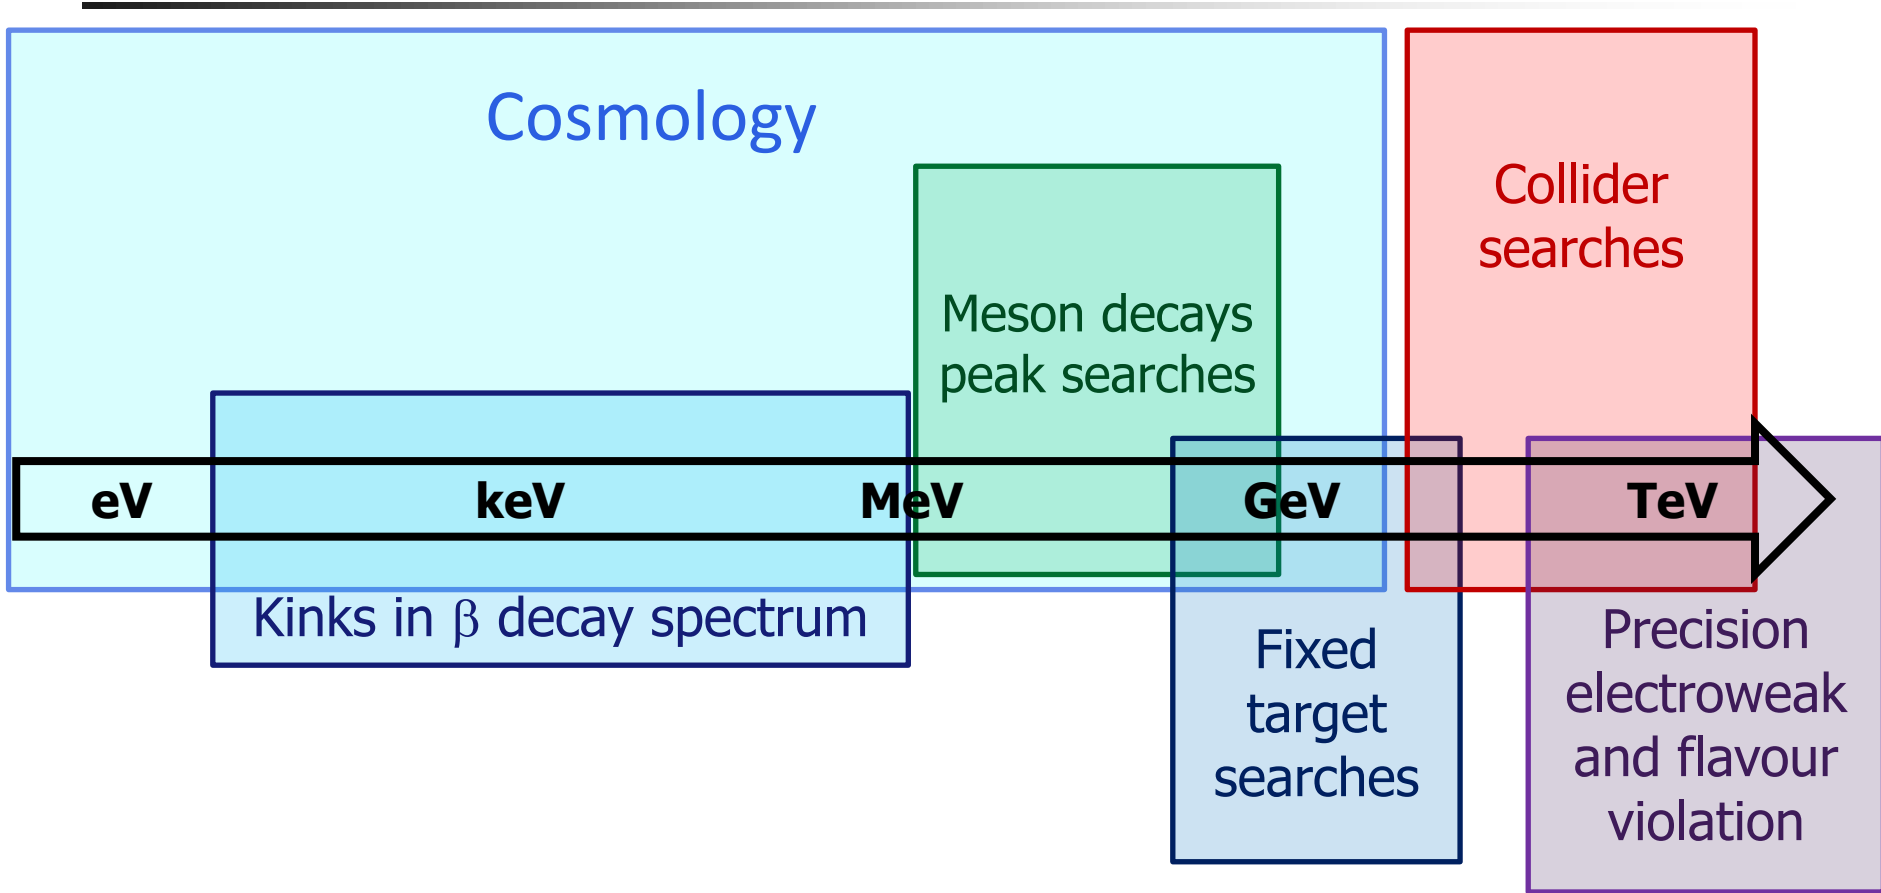 Cosmology
Collider
searches
Meson decays
peak searches
eV keV MeV GeV TeV
Kinks in β decay spectrum
Fixed
target
searches
Precision
electroweak
and flavour
violation